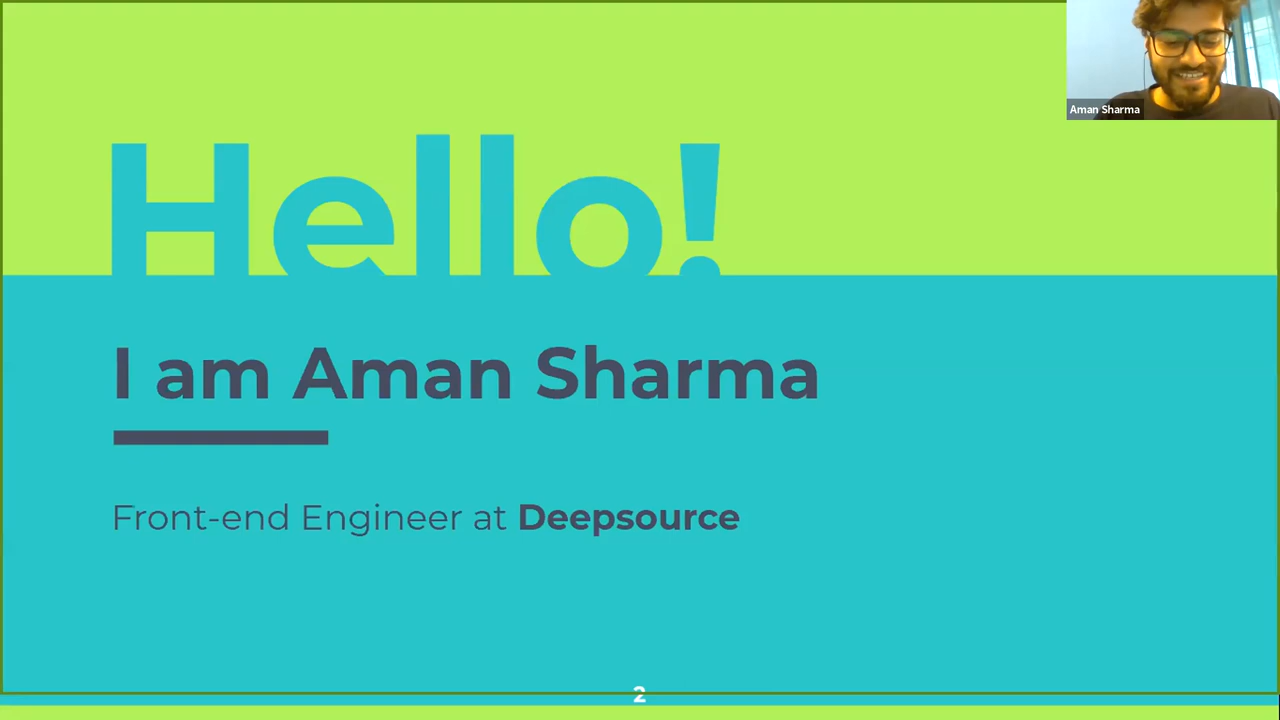 Aman Sharma
Hello!
I am Aman Sharma
Front-end Engineer at Deepsource
2